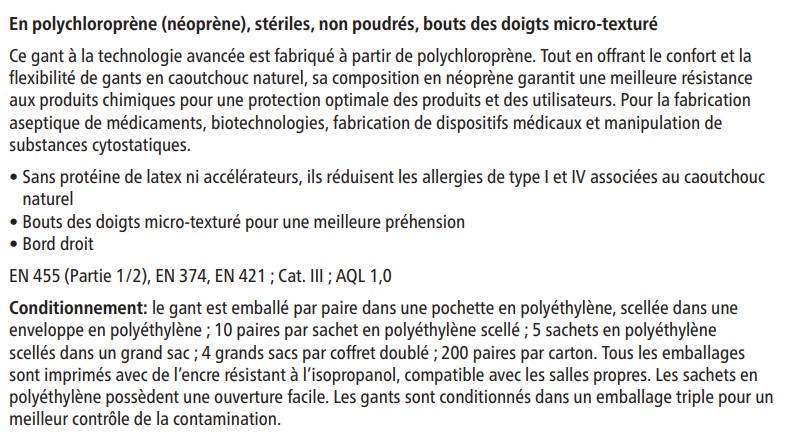 En polychloroprène (néoprène), stériles, non poudrés, bouts des doigts micro-texturé
Ce gant à la technologie avancée est fabriqué à partir de polychloroprène. Tout en offrant le confort et la
flexibilité de gants en caoutchouc naturel, sa composition en néoprène garantit une meilleure résistance
aux produits chimiques pour une protection optimale des produits et des utilisateurs. Pour la fabrication
aseptique de médicaments, biotechnologies, fabrication de dispositifs médicaux et manipulation de
substances cytostatiques.
• Sans protéine de latex ni accélérateurs, ils réduisent les allergies de type I et IV associées au caoutchouc
naturel
• Bouts des doigts micro-texturé pour une meilleure préhension
• Bord droit
EN 455 (Partie 1/2), EN 374, EN 421 ; Cat. III ; AQL 1,0
Conditionnement: le gant est emballé par paire dans une pochette en polyéthylène, scellée dans une
enveloppe en polyéthylène ; 10 paires par sachet en polyéthylène scellé ; 5 sachets en polyéthylène
scellés dans un grand sac ; 4 grands sacs par coffret doublé ; 200 paires par carton. Tous les emballages
sont imprimés avec de l'encre résistant à l'isopropanol, compatible avec les salles propres. Les sachets en
polyéthylène possèdent une ouverture facile. Les gants sont conditionnés dans un emballage triple pour un
meilleur contrôle de la contamination.